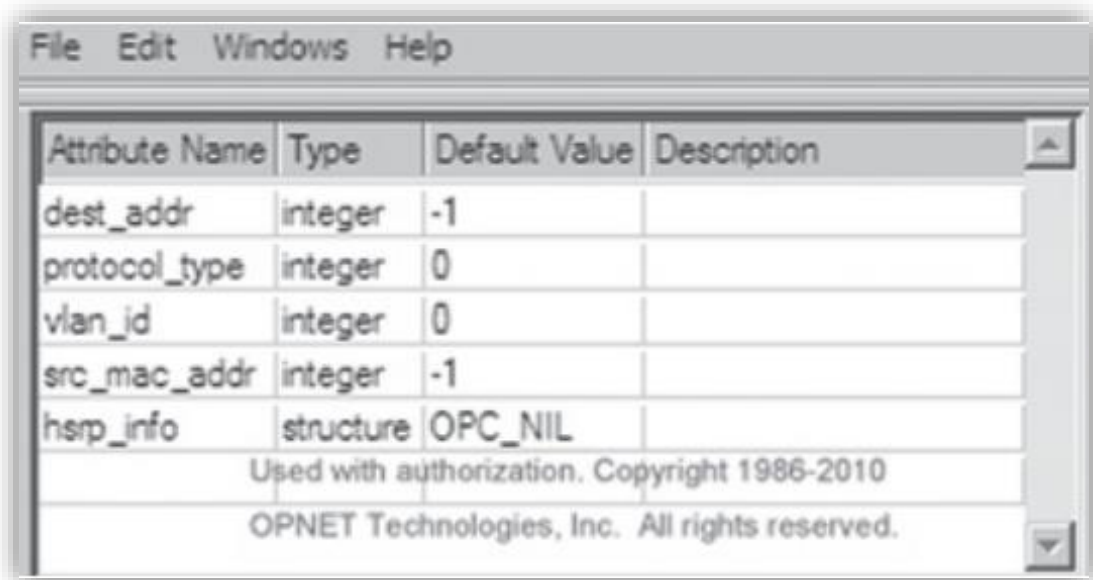 File Edit Windows Help
Attribute Name Type Default Value Description
dest_addr integer -1
protocol_type integer 0
vlan_id integer 0
src_mac_addr integer -1
hsrp_info structure OPC_NIL
Used with authorization. Copyright 1986-2010
OPNET Technologies, Inc. All rights reserved.